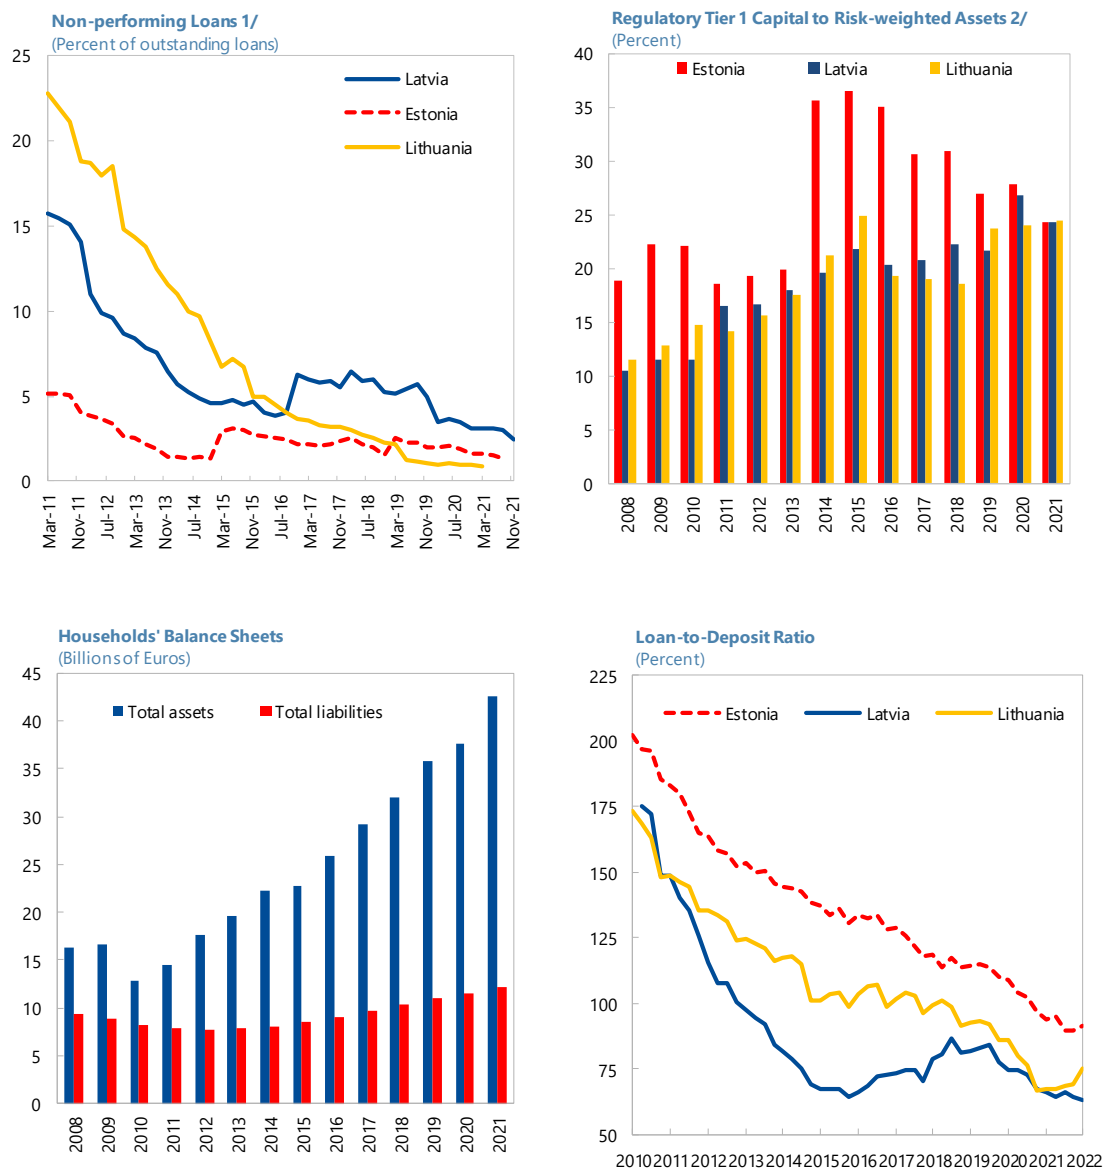 Non-performing Loans 1/
(Percent of outstanding loans)
25
20
15
10
5
0
Latvia
Estonia
Lithuania
Mar-11
Nov-11
Jul-12
Mar-13
Nov-13
Jul-14
Mar-15
Nov-15
Jul-16
Mar-17
Nov-17
Jul-18
Mar-19
Nov-19
Jul-20
Mar-21
Nov-21
Regulatory Tier 1 Capital to Risk-weighted Assets 2/
(Percent)
40
35
30
25
20
15
10
5
0
Estonia Latvia Lithuania
2008
2009
2010
2011
2012
2013
2014
2015
2016
2017
2018
2019
2020
2021
Households' Balance Sheets
(Billions of Euros)
45
40
35
30
25
20
15
10
5
0
Total assets Total liabilities
2008
2009
2010
2011
2012
2013
2014
2015
2016
2017
2018
2019
2020
2021
Loan-to-Deposit Ratio
(Percent)
225
200
175
150
125
100
75
50
Estonia Latvia Lithuania
2010 2011 2012 2013 2014 2015 2016 2017 2018 2019 2020 2021 2022